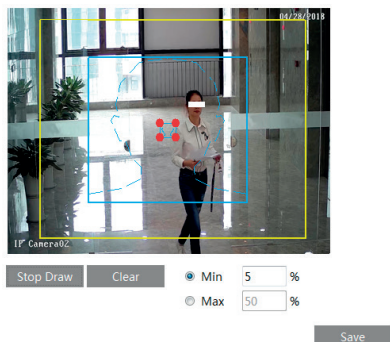 04/28/2018
IP Camera02
Stop Draw
Clear
Min 5 %
Max 50 %
Save